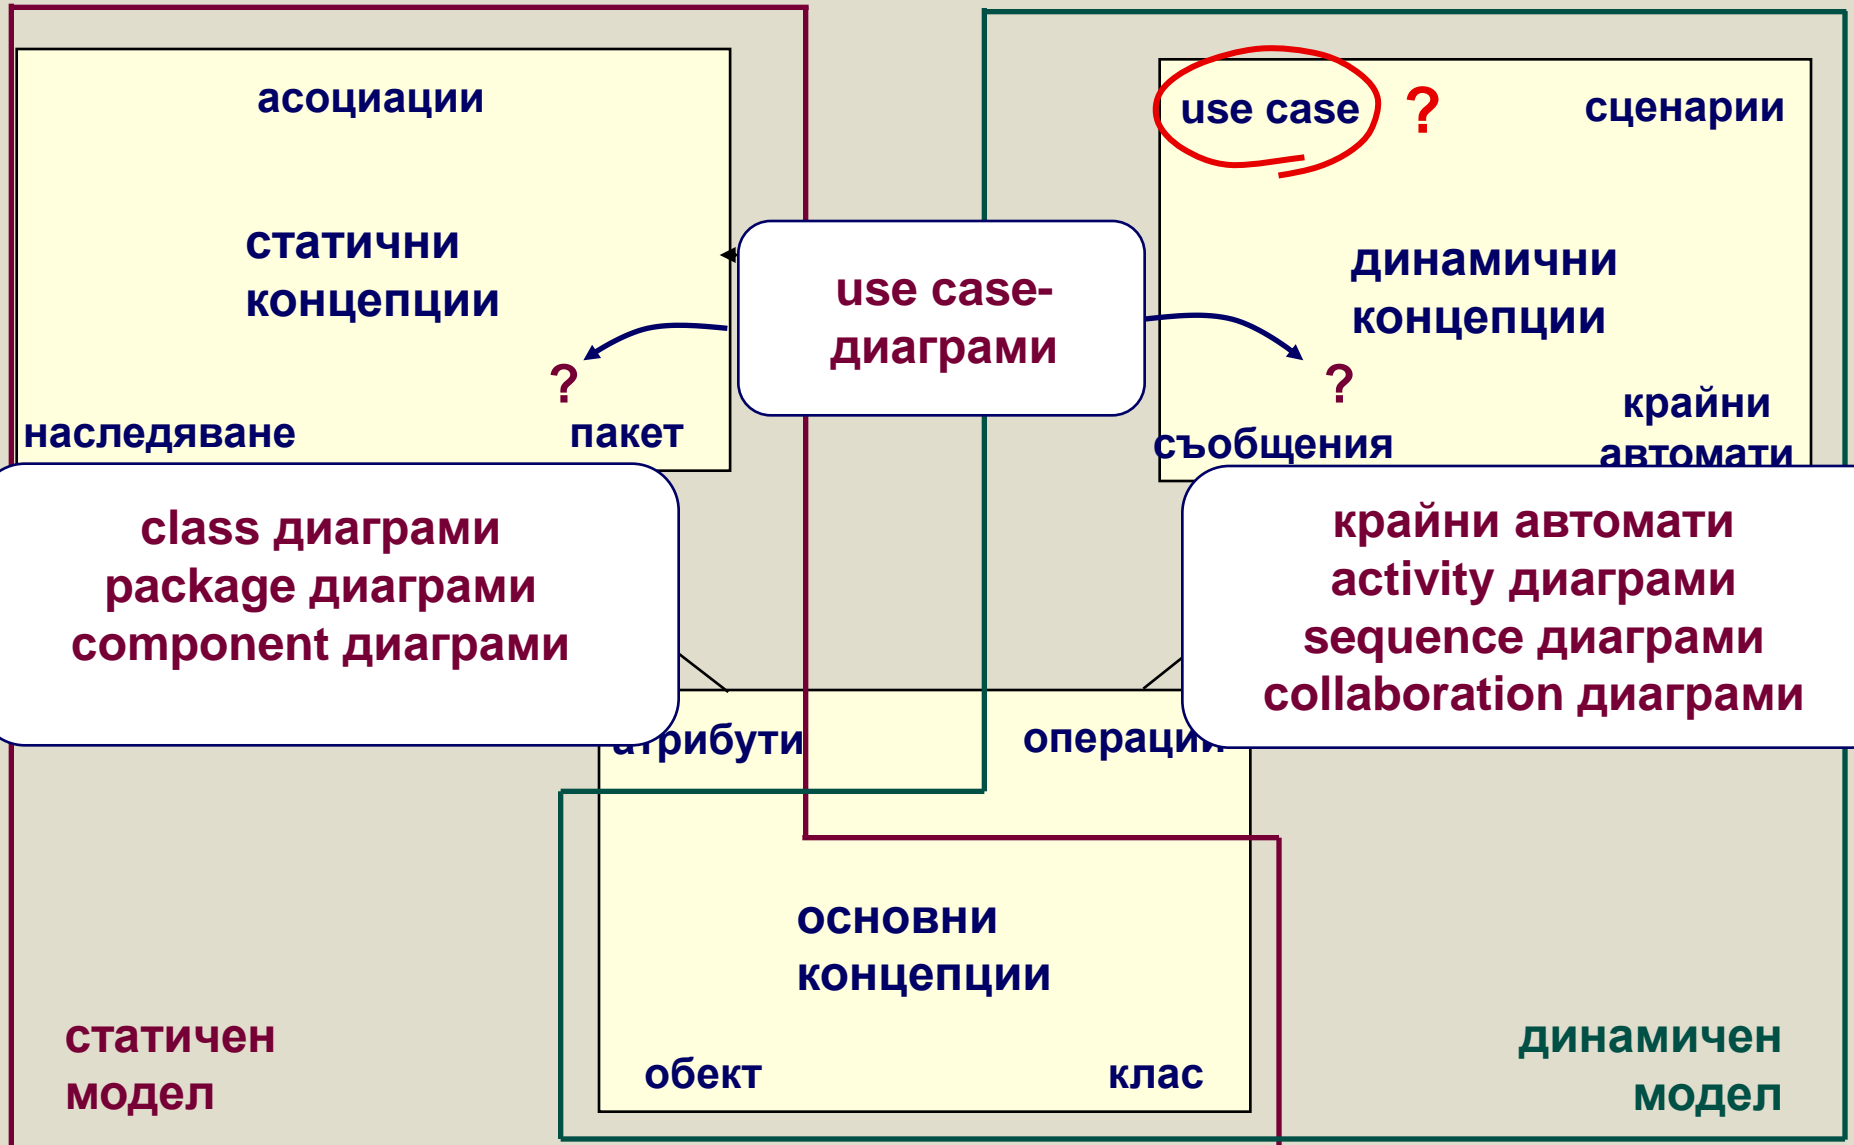 асоциации
статични
концепции
?
наследяване
пакет
use case
?
сценарии
динамични
концепции
?
съобщения
крайни
автомати
use case-
диаграми
class диаграми
package диаграми
component диаграми
крайни автомати
activity диаграми
sequence диаграми
collaboration диаграми
атрибути
операции
основни
концепции
обект
клас
статичен
модел
динамичен
модел